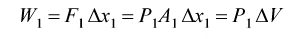 W₁ = F₁ Δx₁ = P₁A₁ Δx₁ = P₁ ΔV